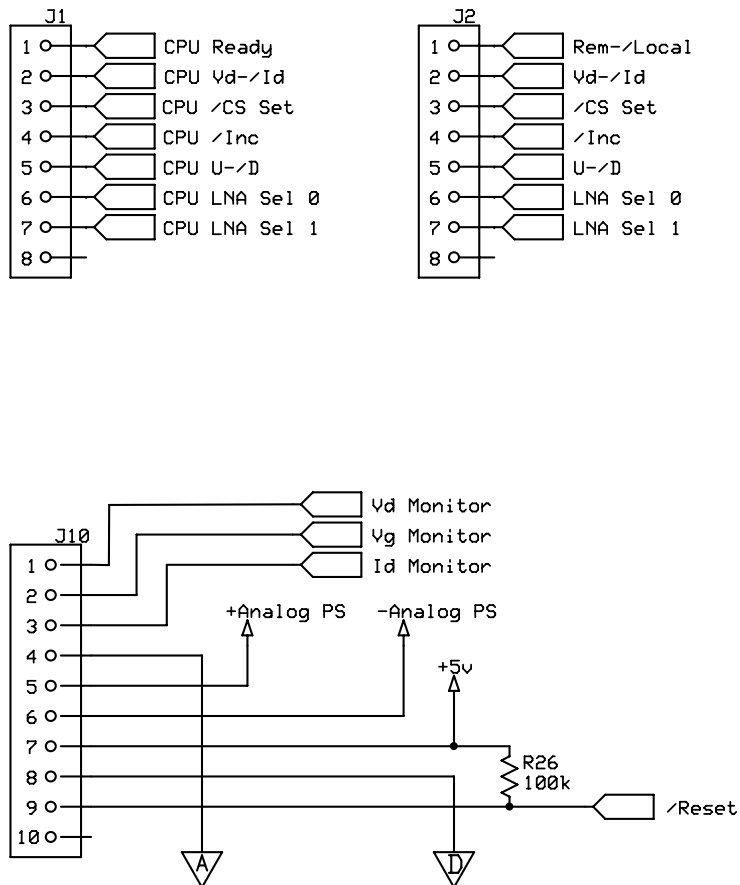 J1
1 CPU Ready
2 CPU Vd-/Id
3 CPU /CS Set
4 CPU /Inc
5 CPU U-/D
6 CPU LNA Sel 0
7 CPU LNA Sel 1
8
J2
1 Rem-/Local
2 Vd-/Id
3 /CS Set
4 /Inc
5 U-/D
6 LNA Sel 0
7 LNA Sel 1
8
J10
Vd Monitor
Vg Monitor
Id Monitor
+Analog PS
-Analog PS
+5v
R26
100k
/Reset
1
2
3
4
5
6
7
8
9
10
A
D